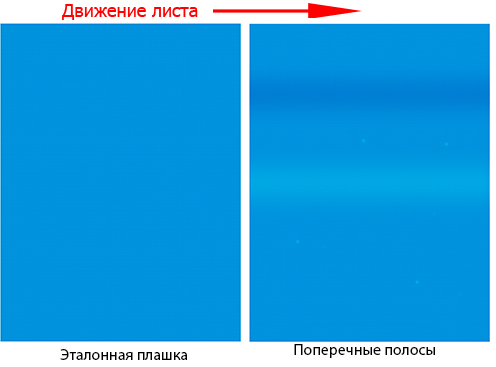 Движение листа
Эталонная плашка
Поперечные полосы